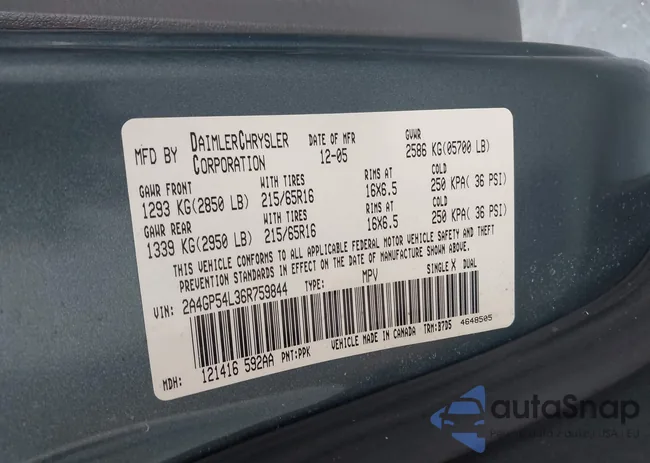 MFD BY DAIMLERCHRYSLER CORPORATION DATE OF MFR 12-05 GVWR 2586 KG(05700 LB)
GAWR FRONT WITH TIRES RIMS AT COLD
1293 KG(2850 LB) 215/65R16 16X6.5 250 KPA( 36 PSI)
GAWR REAR WITH TIRES RIMS AT COLD
1339 KG(2950 LB) 215/65R16 16X6.5 250 KPA( 36 PSI)
THIS VEHICLE CONFORMS TO ALL APPLICABLE FEDERAL MOTOR VEHICLE SAFETY AND THEFT
PREVENTION STANDARDS IN EFFECT ON THE DATE OF MANUFACTURE SHOWN ABOVE.
VIN: 2A4GP54L36R759844 TYPE: MPV SINGLE X DUAL
MDH: 121416 592AA PNT:PPK VEHICLE MADE IN CANADA TRM:B7D5 4648505
autoSnap